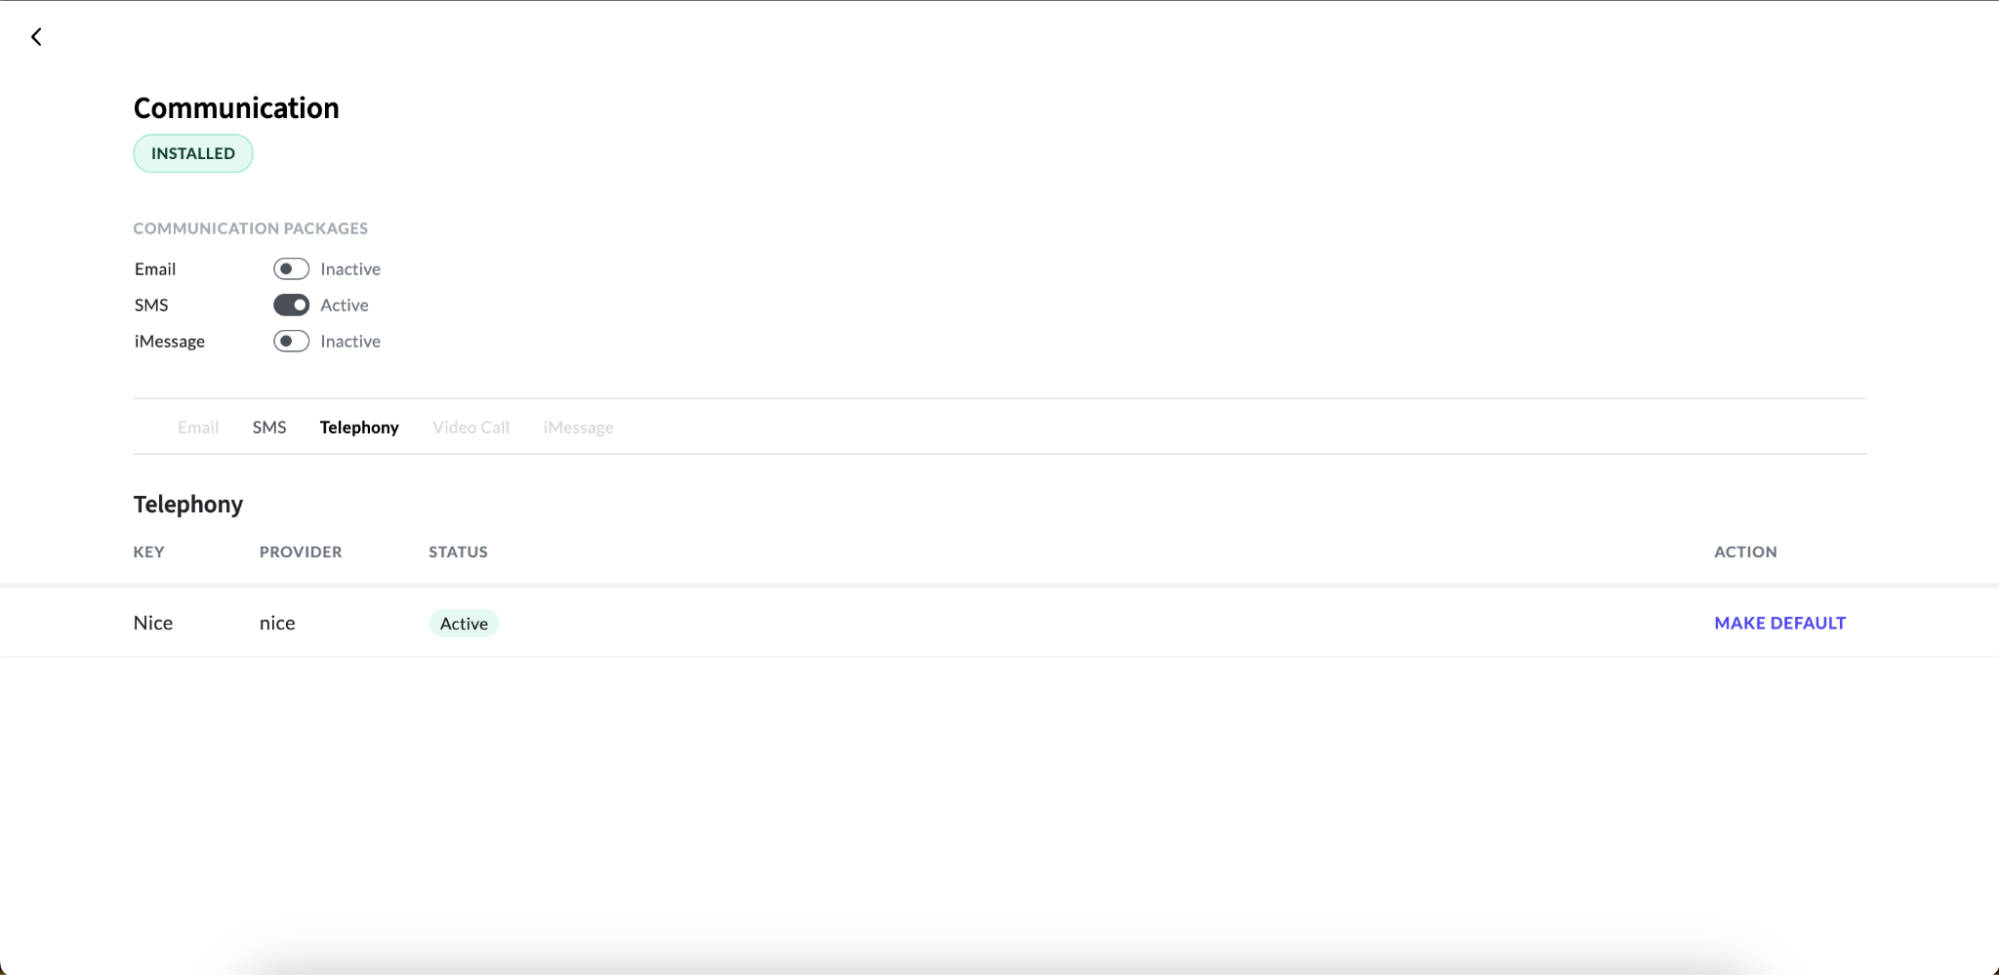 Communication
INSTALLED
COMMUNICATION PACKAGES
Email Inactive
SMS Active
iMessage Inactive
Email SMS Telephony Video Call iMessage
Telephony
KEY PROVIDER STATUS ACTION
Nice nice Active MAKE DEFAULT